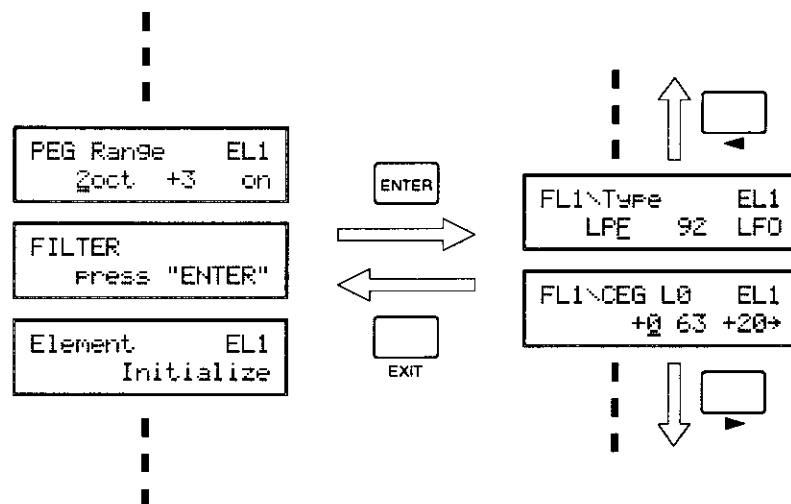 PEG Range EL1
2oct +3 on
FILTER
press "ENTER"
Element EL1
Initialize
ENTER
EXIT
FL1\Type EL1
LPE 92 LFO
FL1\CEG L0 EL1
+0 63 +20→